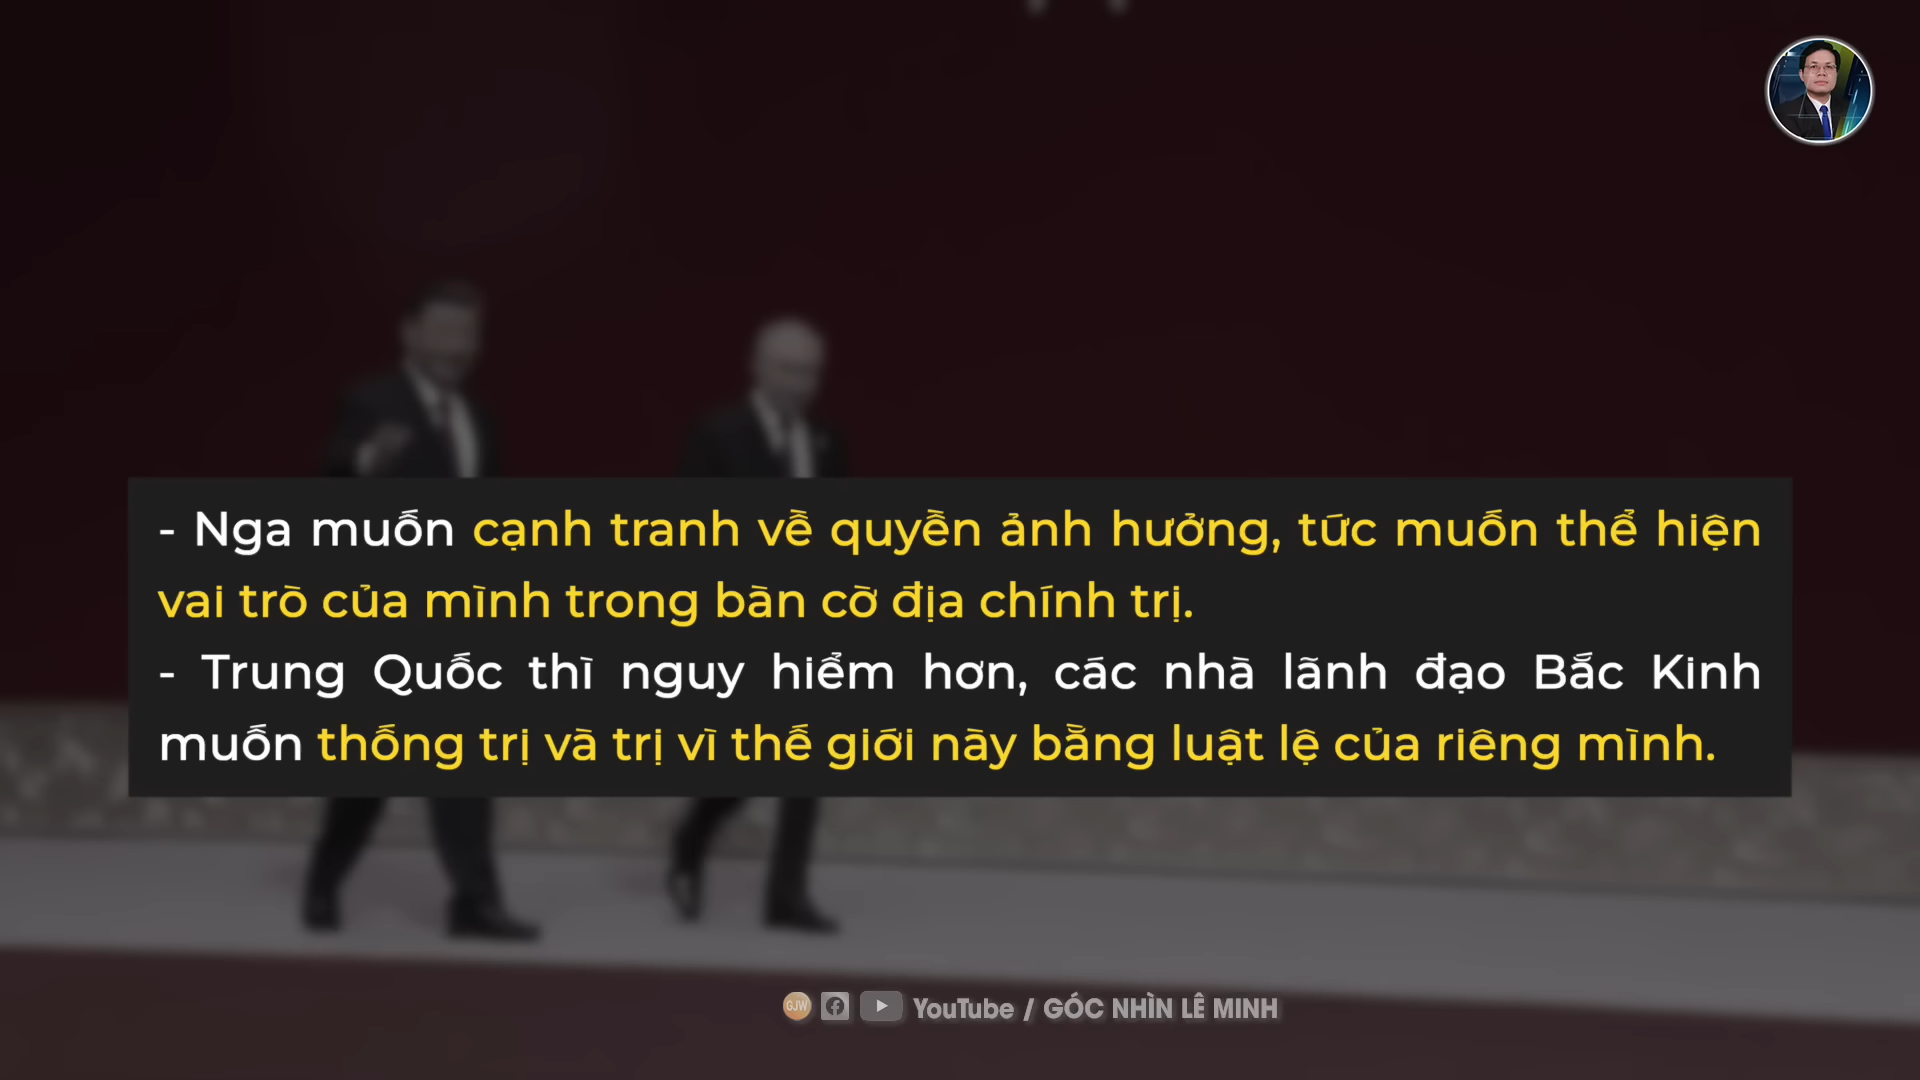 - Nga muốn cạnh tranh về quyền ảnh hưởng, tức muốn thể hiện
vai trò của mình trong bàn cờ địa chính trị.
- Trung Quốc thì nguy hiểm hơn, các nhà lãnh đạo Bắc Kinh
muốn thống trị và trị vì thế giới này bằng luật lệ của riêng mình.
GJW YouTube / GÓC NHÌN LÊ MINH